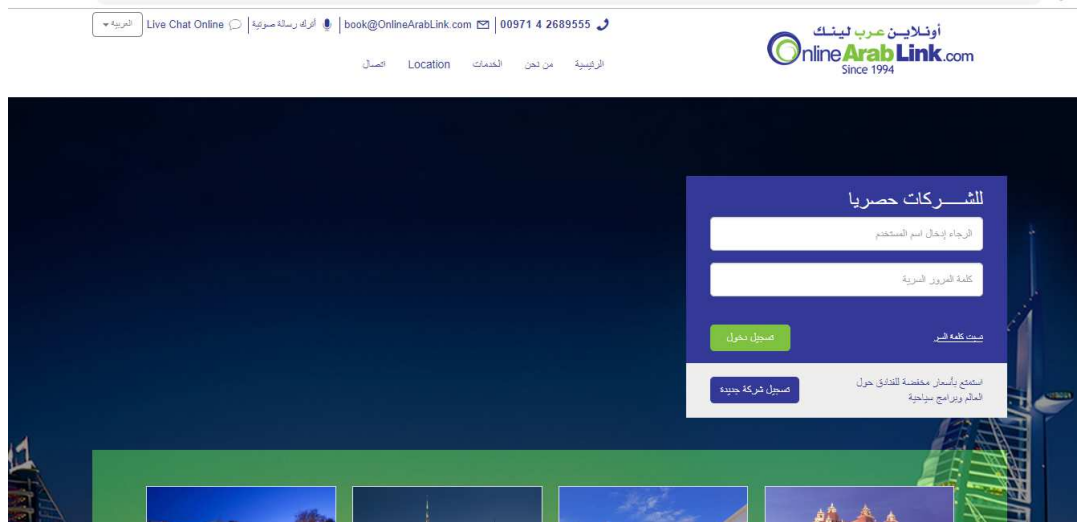 أونلايـن عـرب لـيـنـك
OnlineArabLink.com
Since 1994
00971 4 2689555
book@OnlineArabLink.com
أترك رسالة صوتية
Live Chat Online
العربية
الرئيسية
من نحن
الخدمات
Location
اتصال
للشـــركات حصريا
الرجاء إدخال اسم المستخدم
كلمة المرور السرية
نسيت كلمة السر
تسجيل دخول
استمتع بأسعار مخفضة للفنادق حول
العالم وبرامج سياحية
تسجيل شركة جديدة